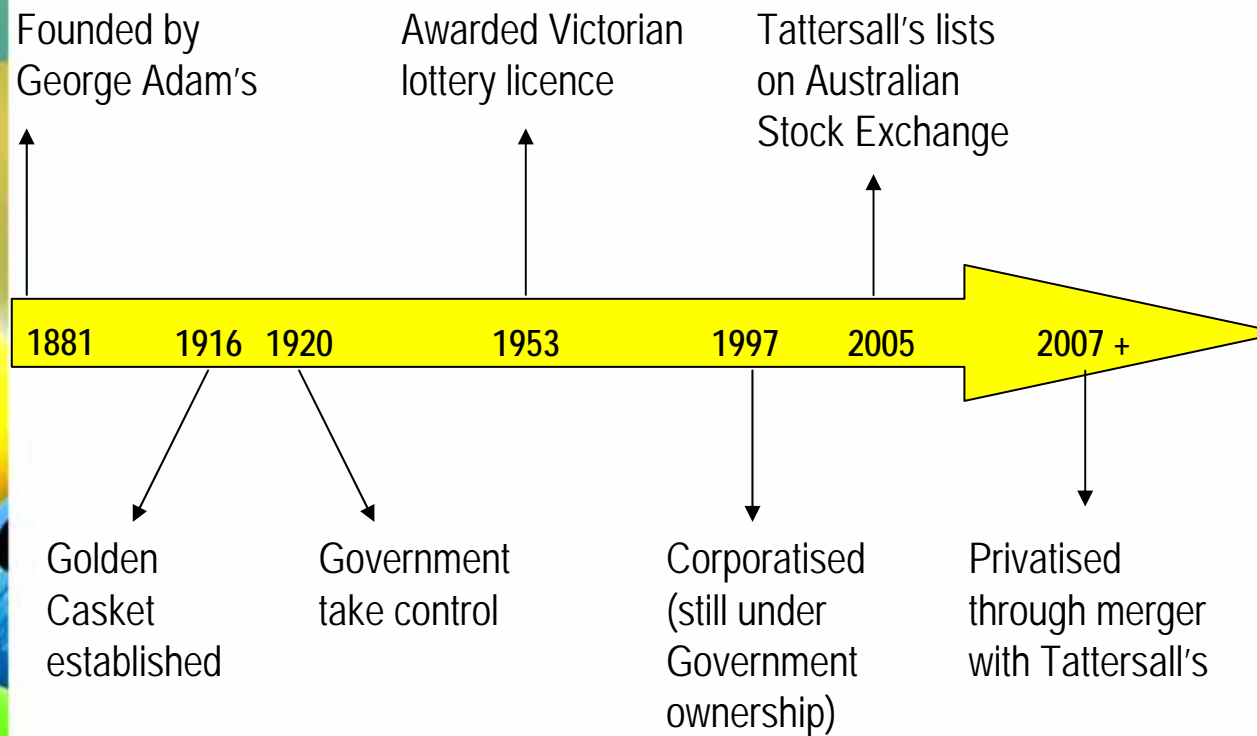 Founded by
George Adam's
Awarded Victorian
lottery licence
Tattersall's lists
on Australian
Stock Exchange
1881 1916 1920 1953 1997 2005 2007 +
Golden
Casket
established
Government
take control
Corporatised
(still under
Government
ownership)
Privatised
through merger
with Tattersall's